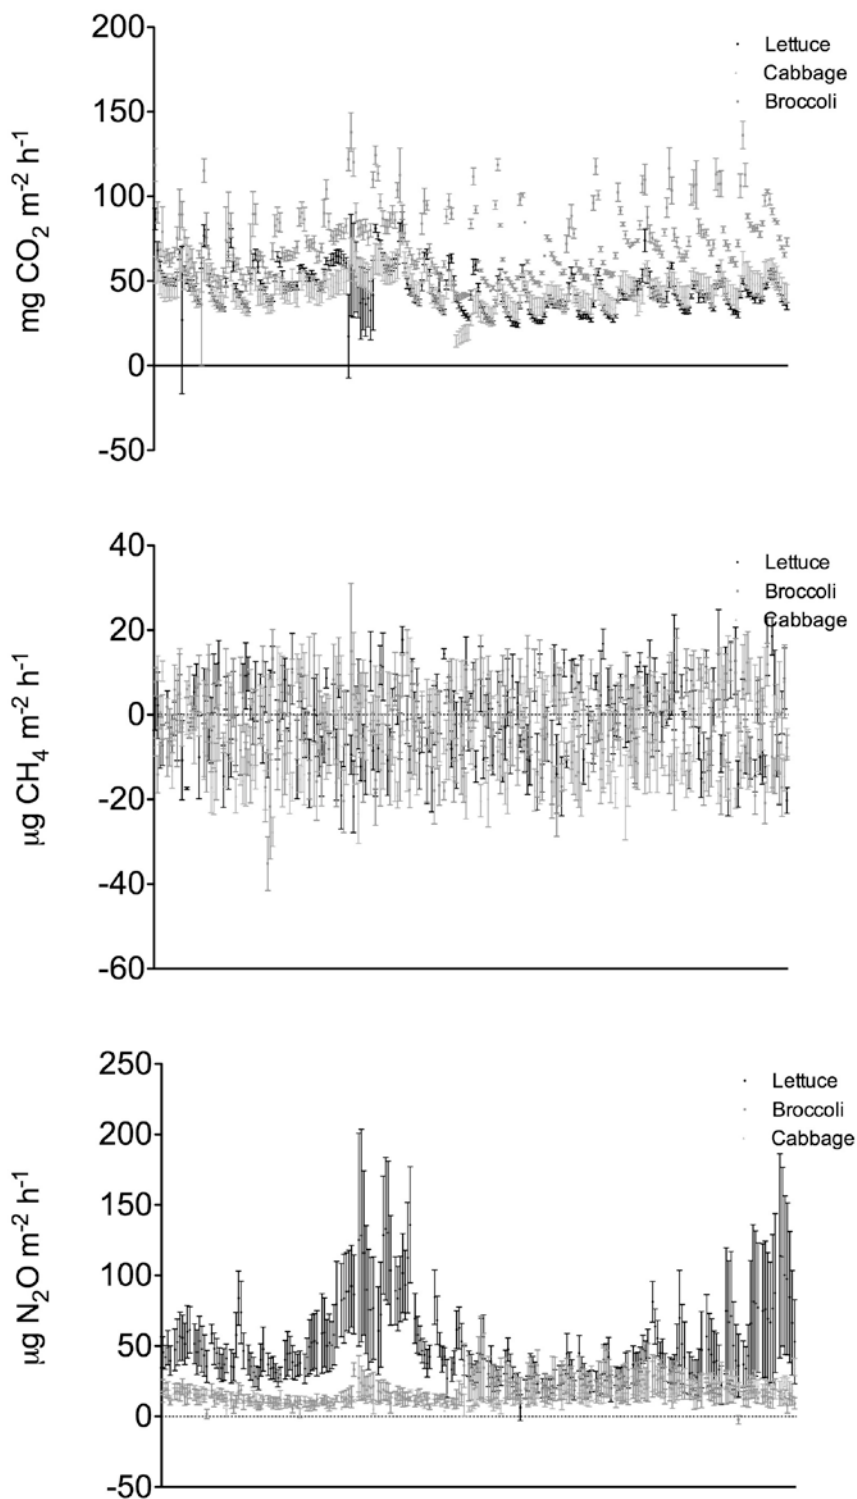 200
150
100
50
0
-50
mg CO₂ m⁻² h⁻¹
Lettuce
Cabbage
Broccoli
40
20
0
-20
-40
-60
µg CH₄ m⁻² h⁻¹
Lettuce
Broccoli
Cabbage
250
200
150
100
50
0
-50
µg N₂O m⁻² h⁻¹
Lettuce
Broccoli
Cabbage